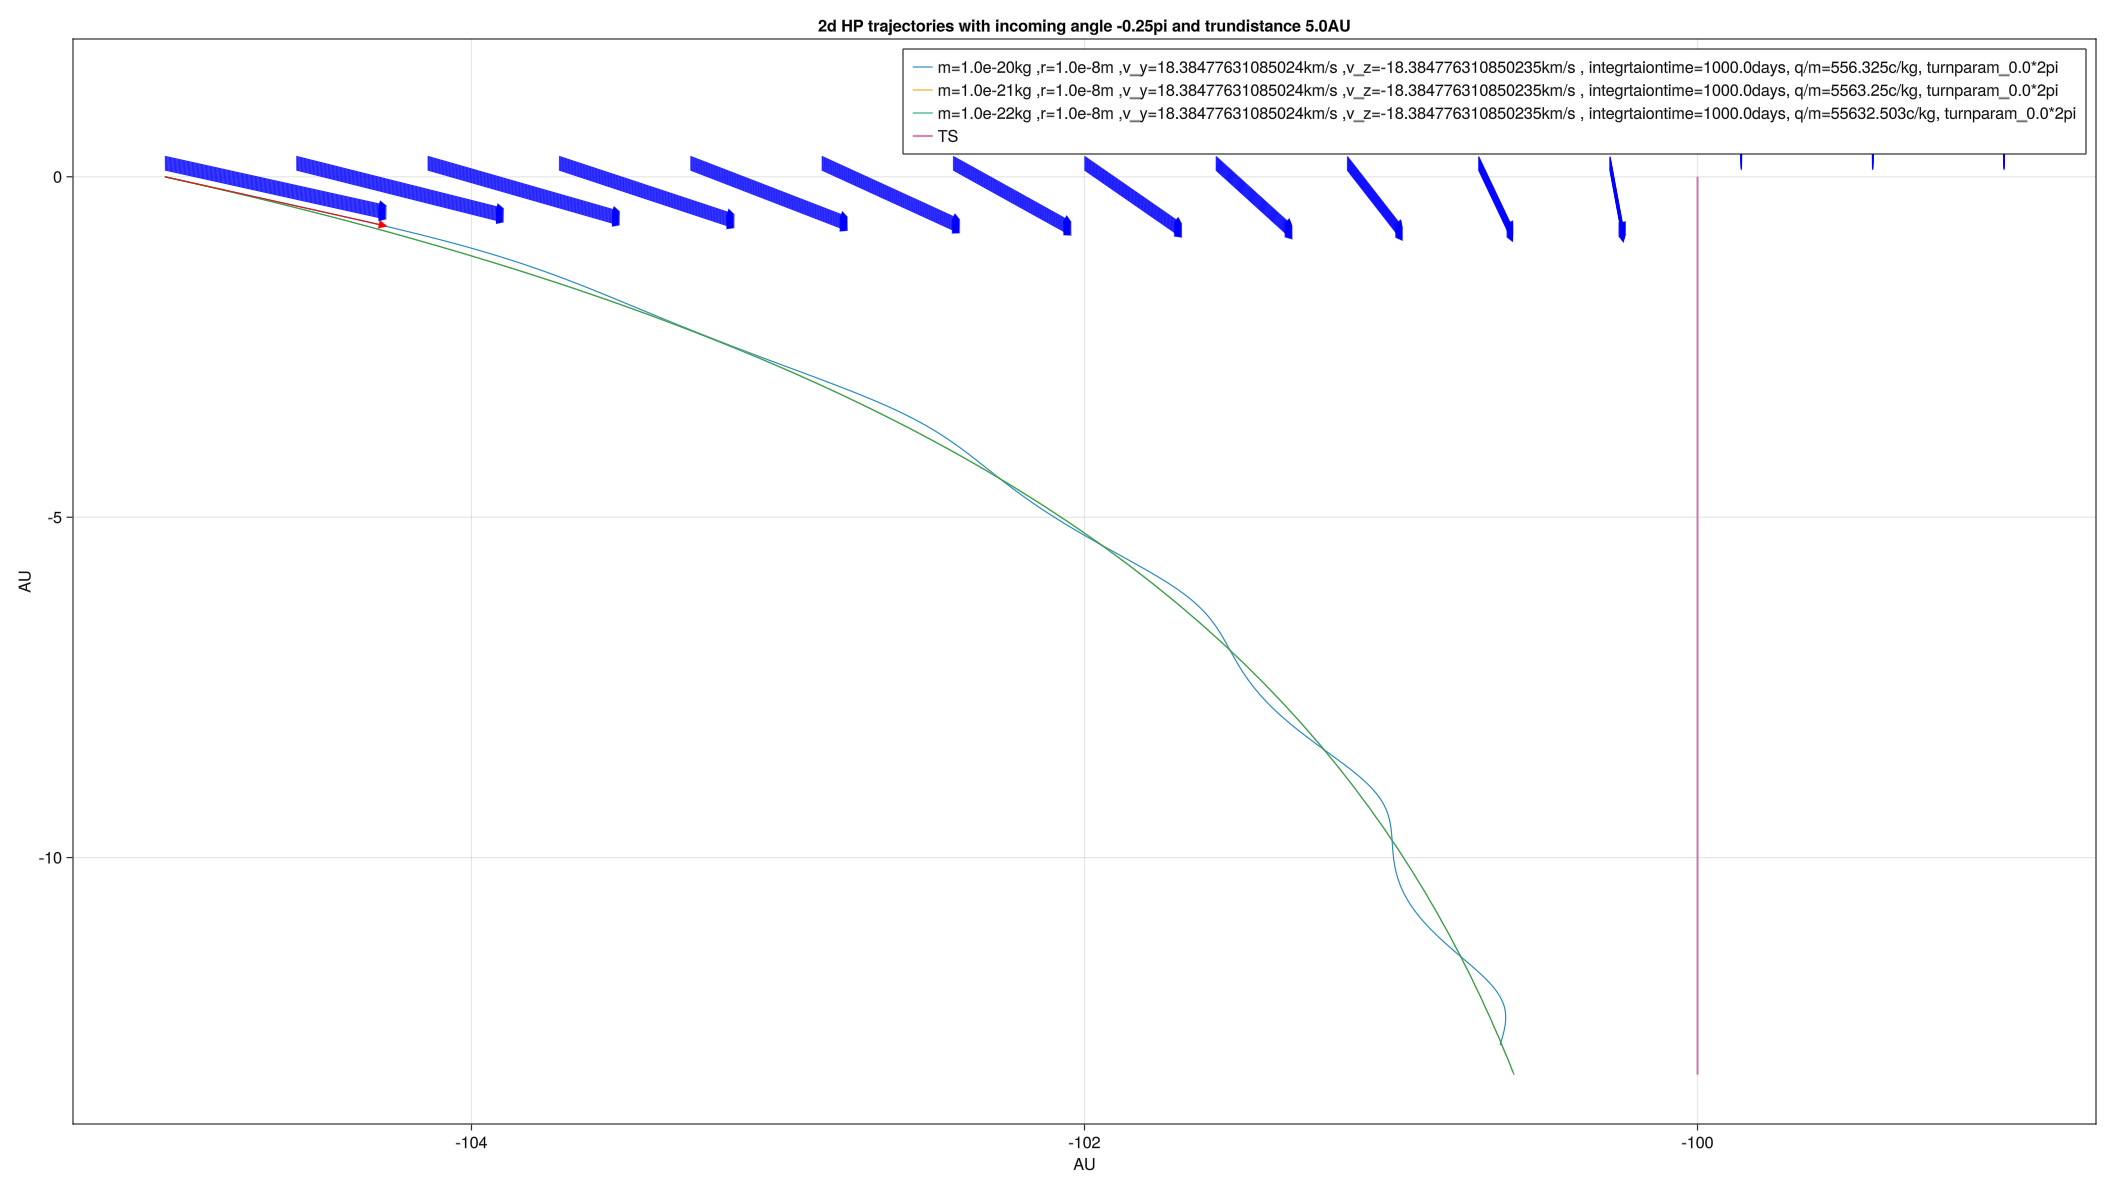 2d HP trajectories with incoming angle -0.25pi and trundistance 5.0AU
m=1.0e-20kg ,r=1.0e-8m ,v_y=18.38477631085024km/s ,v_z=-18.384776310850235km/s , integrtaiontime=1000.0days, q/m=556.325c/kg, turnparam_0.0*2pi
m=1.0e-21kg ,r=1.0e-8m ,v_y=18.38477631085024km/s ,v_z=-18.384776310850235km/s , integrtaiontime=1000.0days, q/m=5563.25c/kg, turnparam_0.0*2pi
m=1.0e-22kg ,r=1.0e-8m ,v_y=18.38477631085024km/s ,v_z=-18.384776310850235km/s , integrtaiontime=1000.0days, q/m=55632.503c/kg, turnparam_0.0*2pi
TS
0
-5
-10
AU
-104
-102
-100
AU